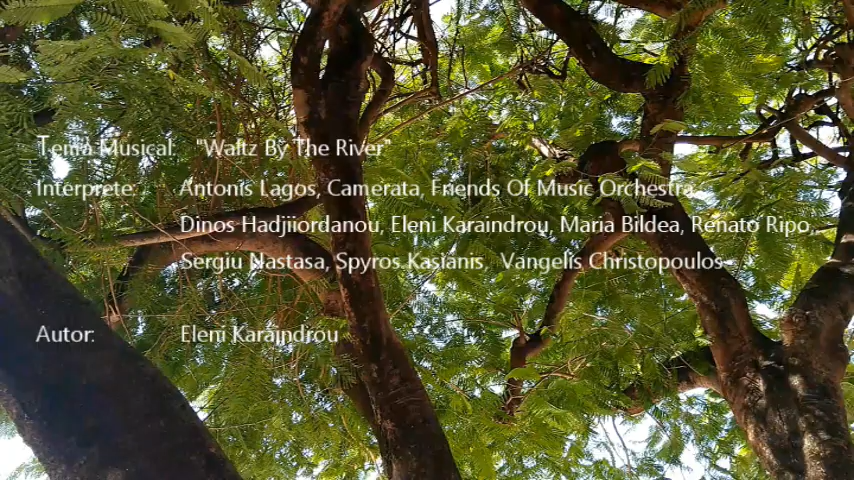 Tema Musical: "Waltz By The River"
Interprete: Antonis Lagos, Camerata, Friends Of Music Orchestra,
Dinos Hadjiiordanou, Eleni Karaindrou, Maria Bildea, Renato Ripo,
Sergiu Nastasa, Spyros Kasianis, Vangelis Christopoulos
Autor: Eleni Karaindrou